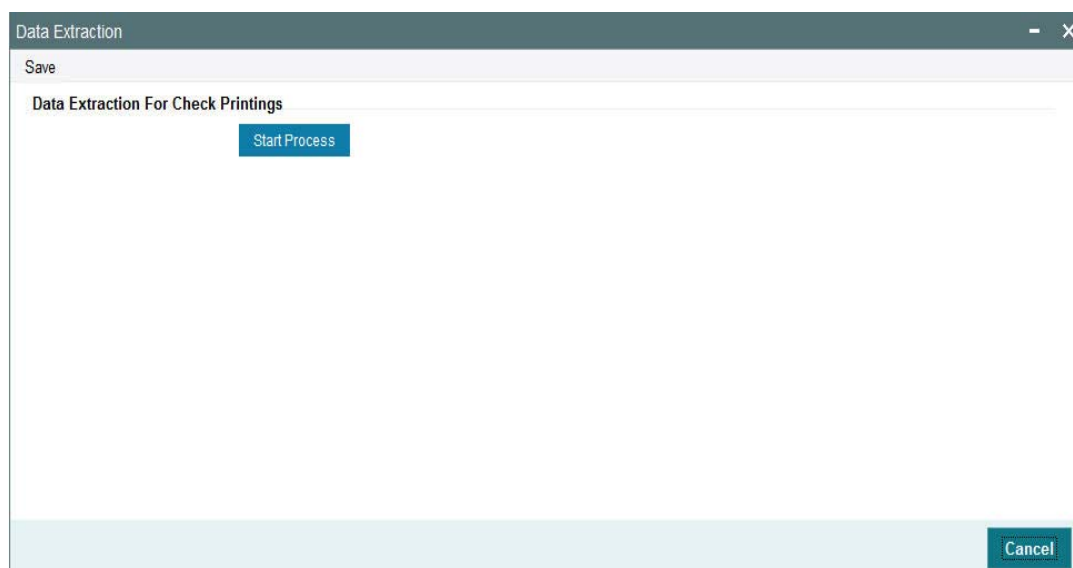 Data Extraction
Save
Data Extraction For Check Printings
Start Process
Cancel